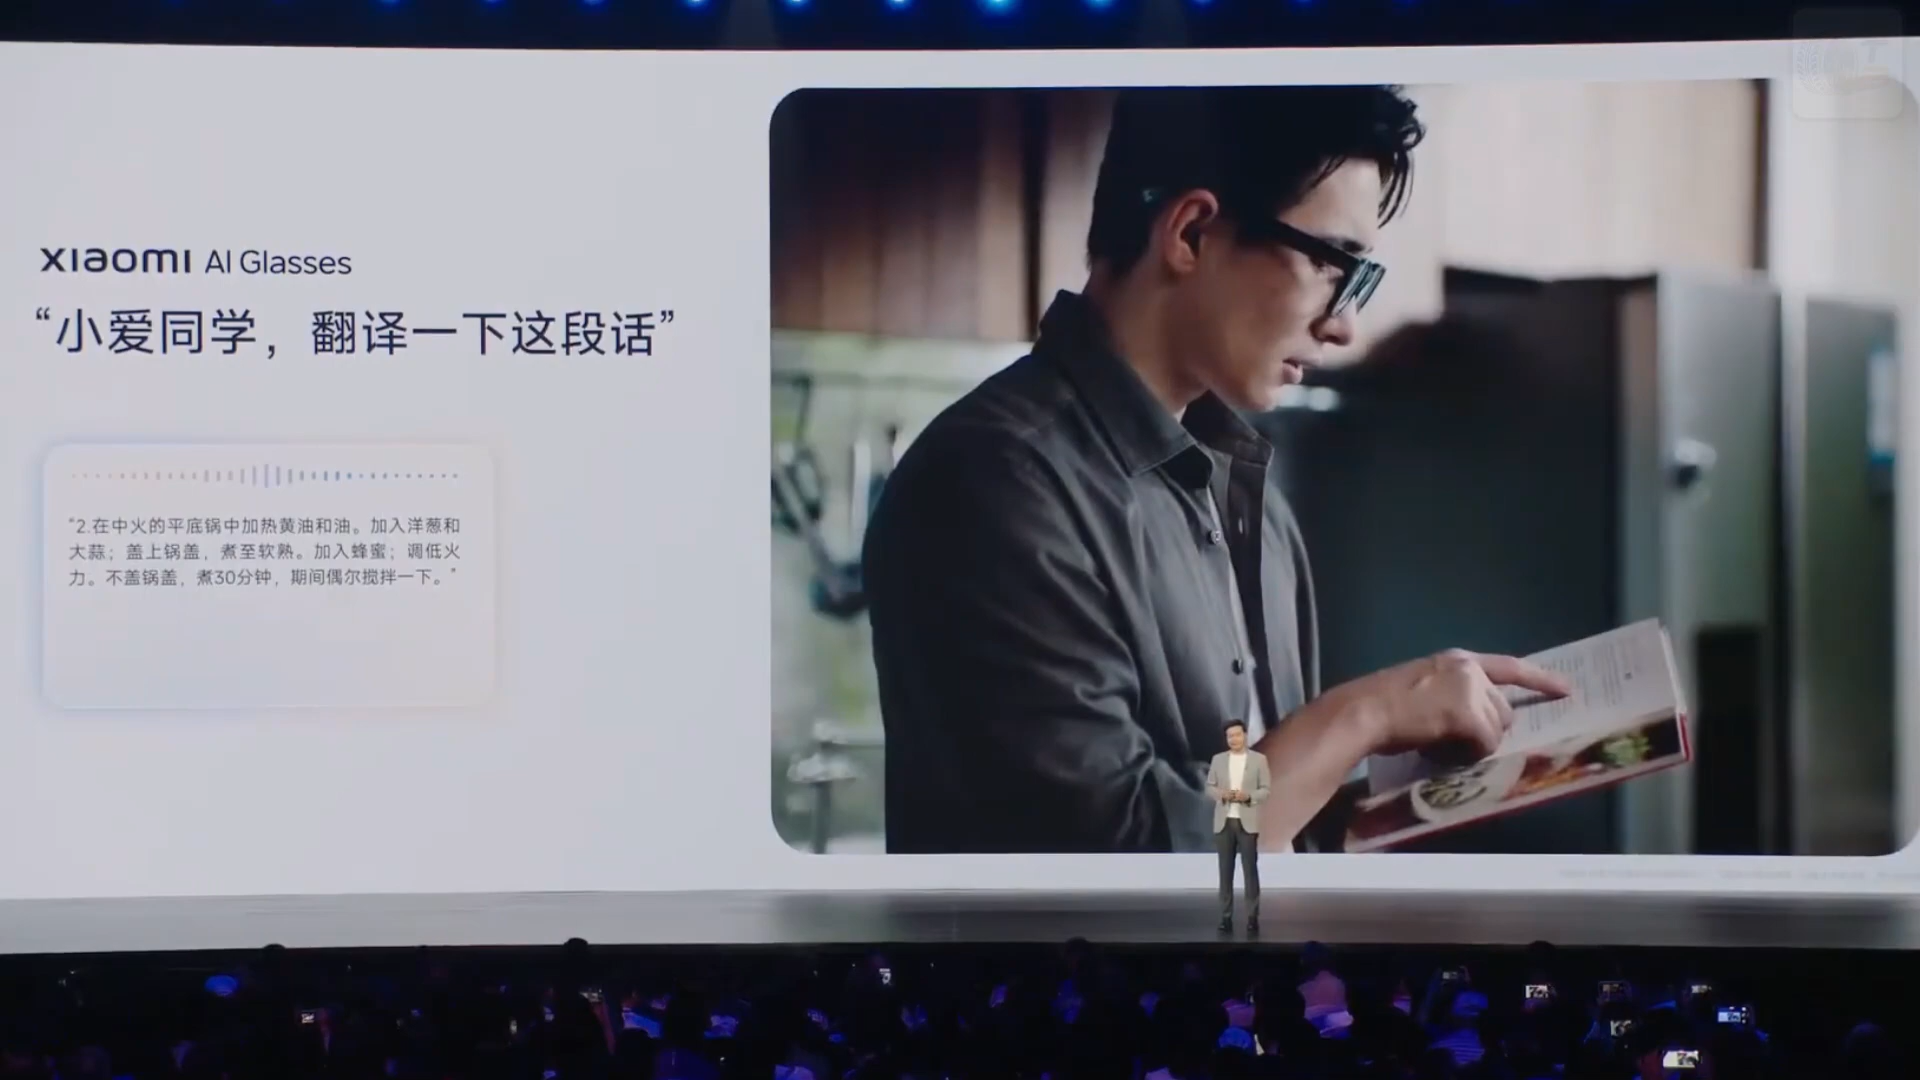 xiaomi AI Glasses
“小爱同学，翻译一下这段话”
“2.在中火的平底锅中加热黄油和油。加入洋葱和
大蒜；盖上锅盖，煮至软熟。加入蜂蜜；调低火
力。不盖锅盖，煮30分钟，期间偶尔搅拌一下。”